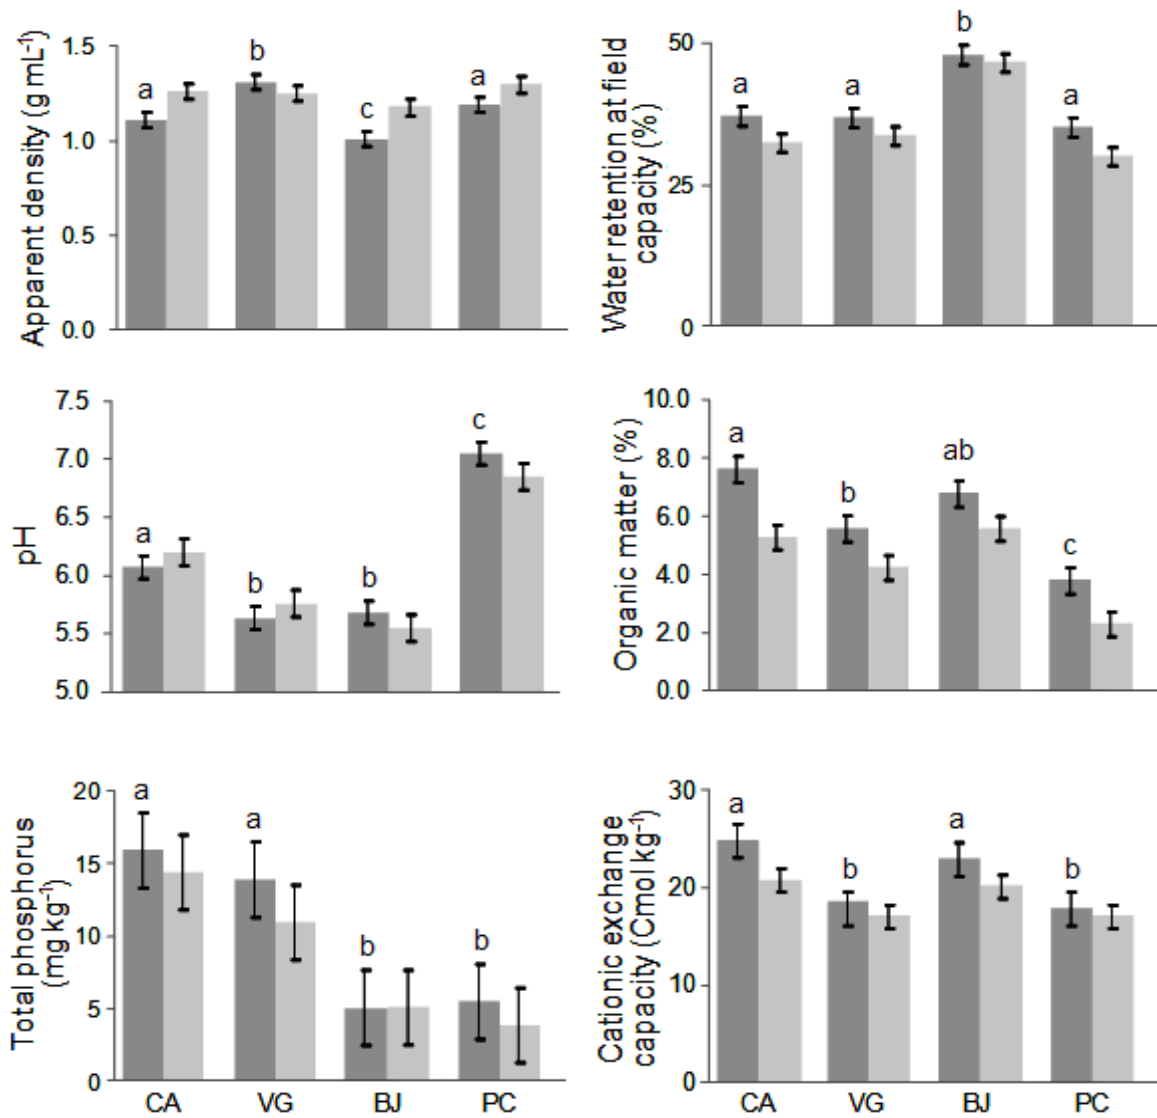 Apparent density (g mL⁻¹)
1.5
1.0
0.5
0.0
a
b
c
a
Water retention at field
capacity (%)
50
25
0
a
a
b
a
pH
7.5
7.0
6.5
6.0
5.5
5.0
a
b
b
c
Organic matter (%)
10.0
8.0
6.0
4.0
2.0
0.0
a
b
ab
c
Total phosphorus
(mg kg⁻¹)
20
15
10
5
0
a
a
b
b
CA VG BJ PC
Cationic exchange
capacity (Cmol kg⁻¹)
30
20
10
0
a
b
a
b
CA VG BJ PC